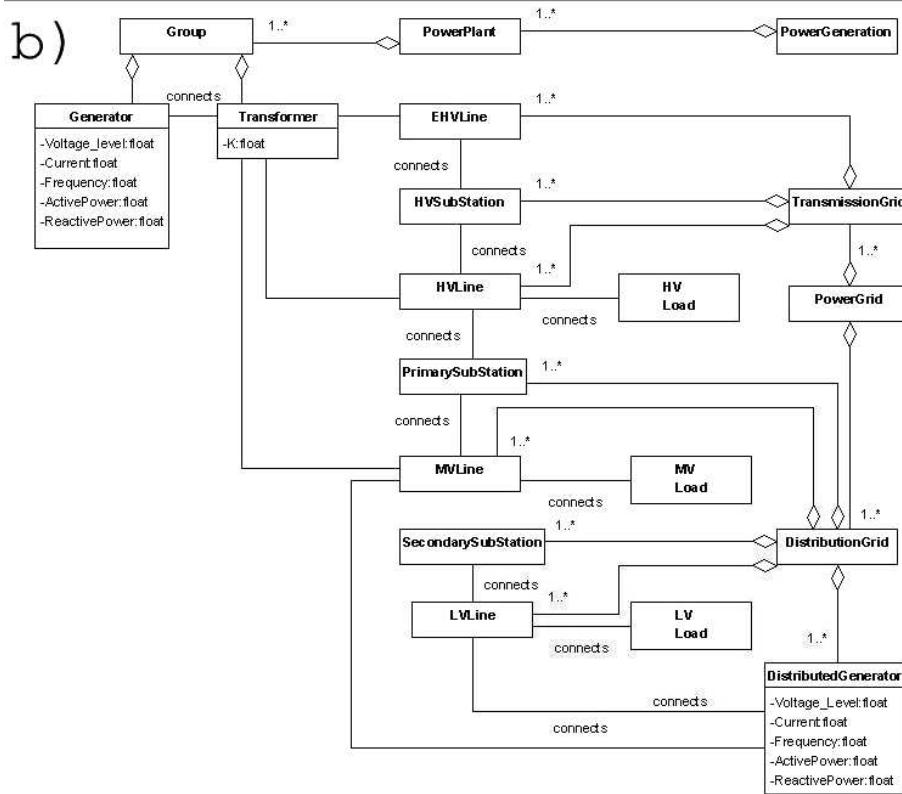 b)
Group
1..*
PowerPlant
1..*
PowerGeneration
connects
Generator
-Voltage_level:float
-Current:float
-Frequency:float
-ActivePower:float
-ReactivePower:float
Transformer
-K:float
EHVLine
1..*
connects
HVSubStation
1..*
TransmissionGrid
connects
1..*
1..*
HVLine
HV
Load
connects
PowerGrid
connects
PrimarySubStation
1..*
connects
1..*
MVLine
MV
Load
connects
1..*
1..*
SecondarySubStation
DistributionGrid
connects
1..*
LVLine
LV
Load
connects
1..*
DistributedGenerator
-Voltage_Level:float
-Current:float
-Frequency:float
-ActivePower:float
-ReactivePower:float
connects
connects